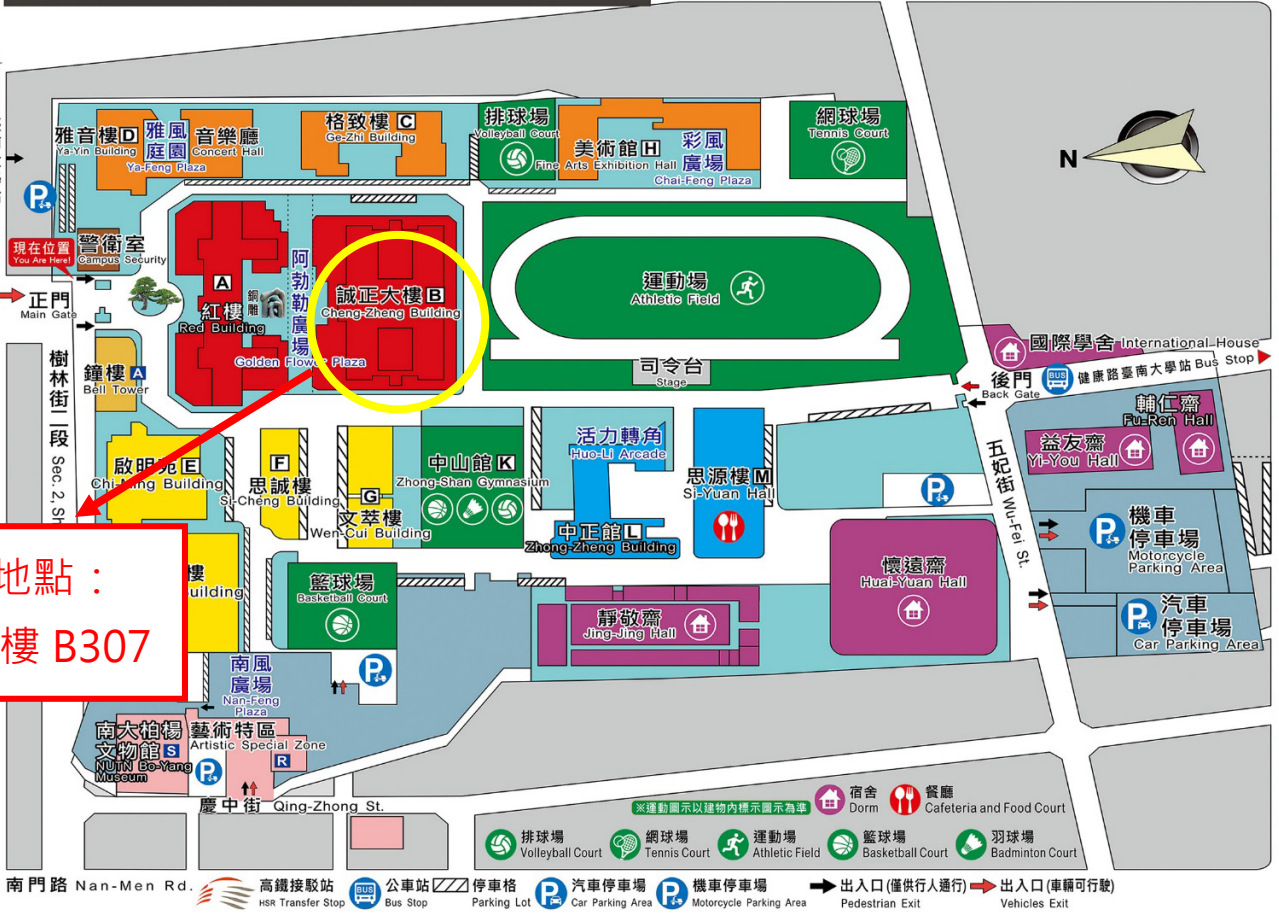 雅音樓 D
Ya-Yin Building
雅風
庭園
Ya-Feng Plaza
音樂廳
Concert Hall
格致樓 C
Ge-Zhi Building
排球場
Volleyball Court
美術館 H
Fine Arts Exhibition Hall
彩風
廣場
Chai-Feng Plaza
網球場
Tennis Court
N
P
警衛室
Campus Security
現在位置
You Are Here!
正門
Main Gate
A
紅樓
Red Building
銅雕
阿勃勒廣場
Golden Flower Plaza
誠正大樓 B
Cheng-Zheng Building
運動場
Athletic Field
司令台
Stage
國際學舍 International House
後門
Back Gate
BUS
健康路臺南大學站 Bus Stop
輔仁齋
Fu-Ren Hall
益友齋
Yi-You Hall
樹林街二段 Sec. 2, Sh
鐘樓 A
Bell Tower
啟明苑 E
Chi-Ming Building
F
思誠樓
Si-Cheng Building
G
文萃樓
Wen-Cui Building
中山館 K
Zhong-Shan Gymnasium
活力轉角
Huo-Li Arcade
中正館 L
Zhong-Zheng Building
思源樓 M
Si-Yuan Hall
P
五妃街 Wu-Fei St.
P
機車
停車場
Motorcycle
Parking Area
P
汽車
停車場
Car Parking Area
地點：
樓 B307
樓
uilding
籃球場
Basketball Court
靜敬齋
Jing-Jing Hall
懷遠齋
Huai-Yuan Hall
南風
廣場
Nan-Feng
Plaza
P
南大柏楊
文物館 S
NUTN Bo-Yang
Museum
藝術特區
Artistic Special Zone
R
P
慶中街 Qing-Zhong St.
※運動圖示以建物內標示圖示為準
宿舍
Dorm
餐廳
Cafeteria and Food Court
排球場
Volleyball Court
網球場
Tennis Court
運動場
Athletic Field
籃球場
Basketball Court
羽球場
Badminton Court
南門路 Nan-Men Rd.
高鐵接駁站
HSR Transfer Stop
BUS
公車站
Bus Stop
停車格
Parking Lot
P
汽車停車場
Car Parking Area
P
機車停車場
Motorcycle Parking Area
出入口(僅供行人通行)
Pedestrian Exit
出入口(車輛可行駛)
Vehicles Exit